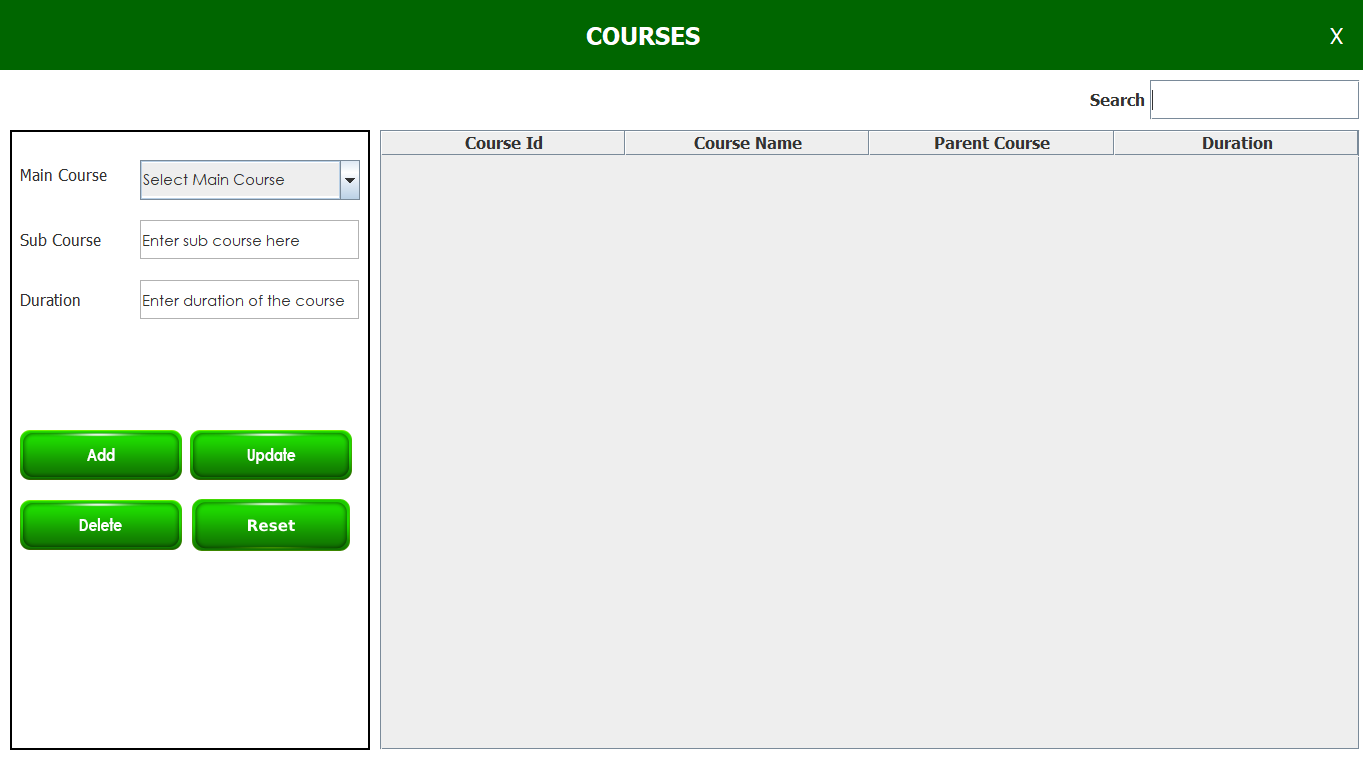 COURSES
X
Search
Course Id Course Name Parent Course Duration
Main Course Select Main Course
Sub Course Enter sub course here
Duration Enter duration of the course
Add Update
Delete Reset